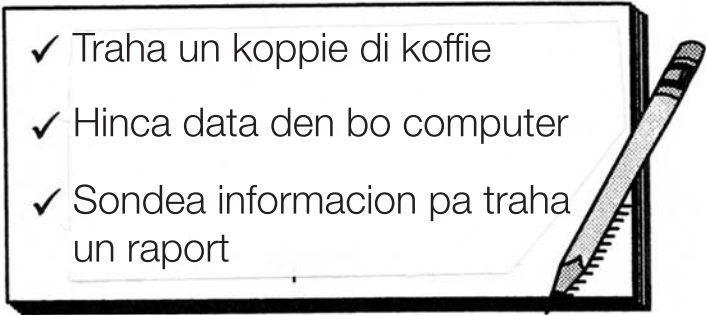 ✓ Traha un koppie di koffie
✓ Hinca data den bo computer
✓ Sondea informacion pa traha
un raport